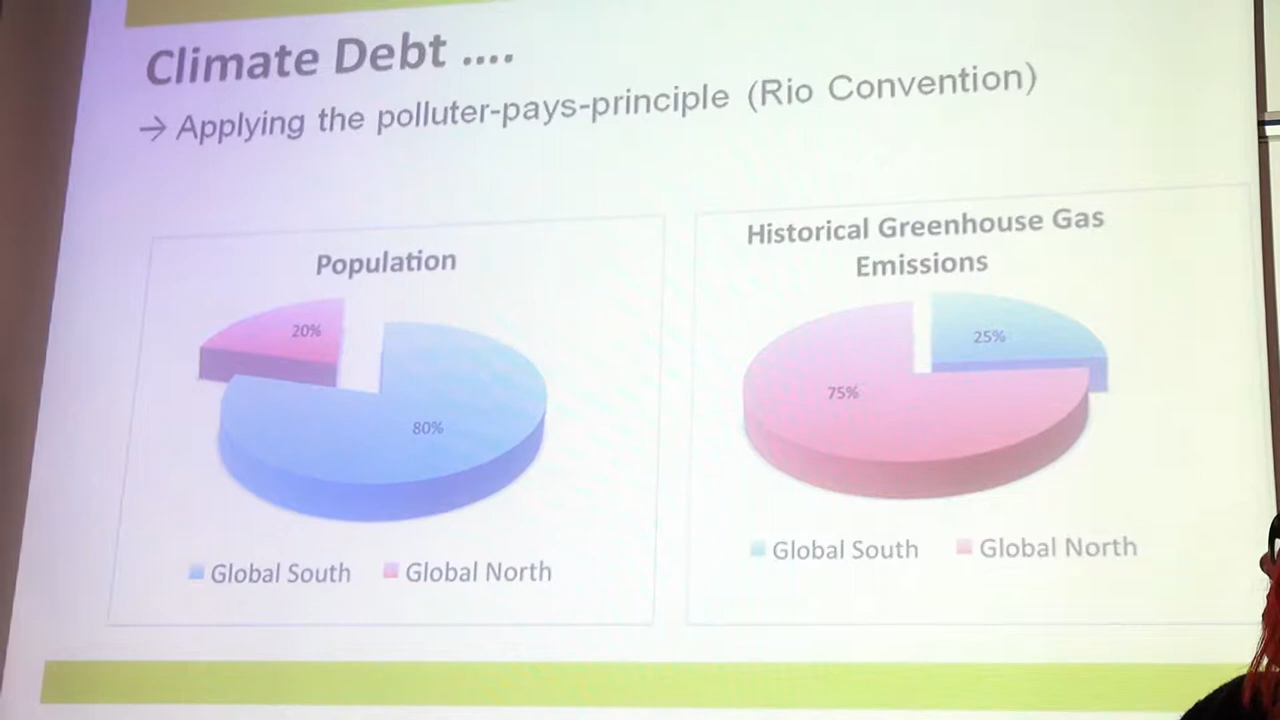 Climate Debt ....
→ Applying the polluter-pays-principle (Rio Convention)
Population
20%
80%
Global South Global North
Historical Greenhouse Gas
Emissions
25%
75%
Global South Global North